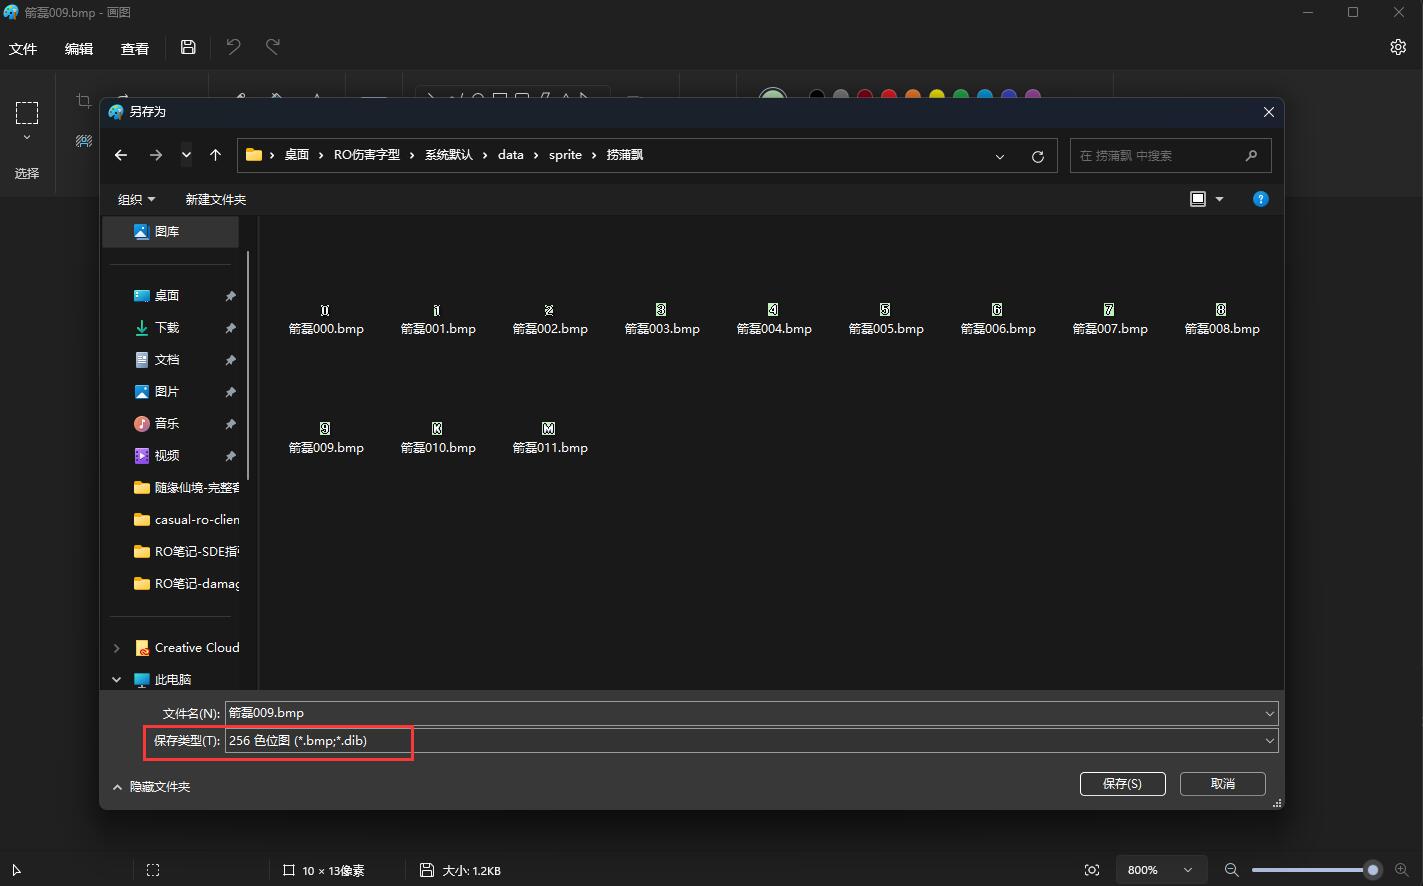 箭磊009.bmp - 画图
文件 编辑 查看
选择
另存为
桌面 › RO伤害字型 › 系统默认 › data › sprite › 捞蒲飘
在 捞蒲飘 中搜索
组织 新建文件夹
图库
桌面
下载
文档
图片
音乐
视频
随缘仙境-完整客
casual-ro-clien
RO笔记-SDE指
RO笔记-damag
Creative Cloud
此电脑
0 1 2 3 4 5 6 7 8
箭磊000.bmp 箭磊001.bmp 箭磊002.bmp 箭磊003.bmp 箭磊004.bmp 箭磊005.bmp 箭磊006.bmp 箭磊007.bmp 箭磊008.bmp
9 K M
箭磊009.bmp 箭磊010.bmp 箭磊011.bmp
文件名(N): 箭磊009.bmp
保存类型(T): 256 色位图 (*.bmp;*.dib)
隐藏文件夹
保存(S) 取消
10 × 13像素 大小: 1.2KB 800%